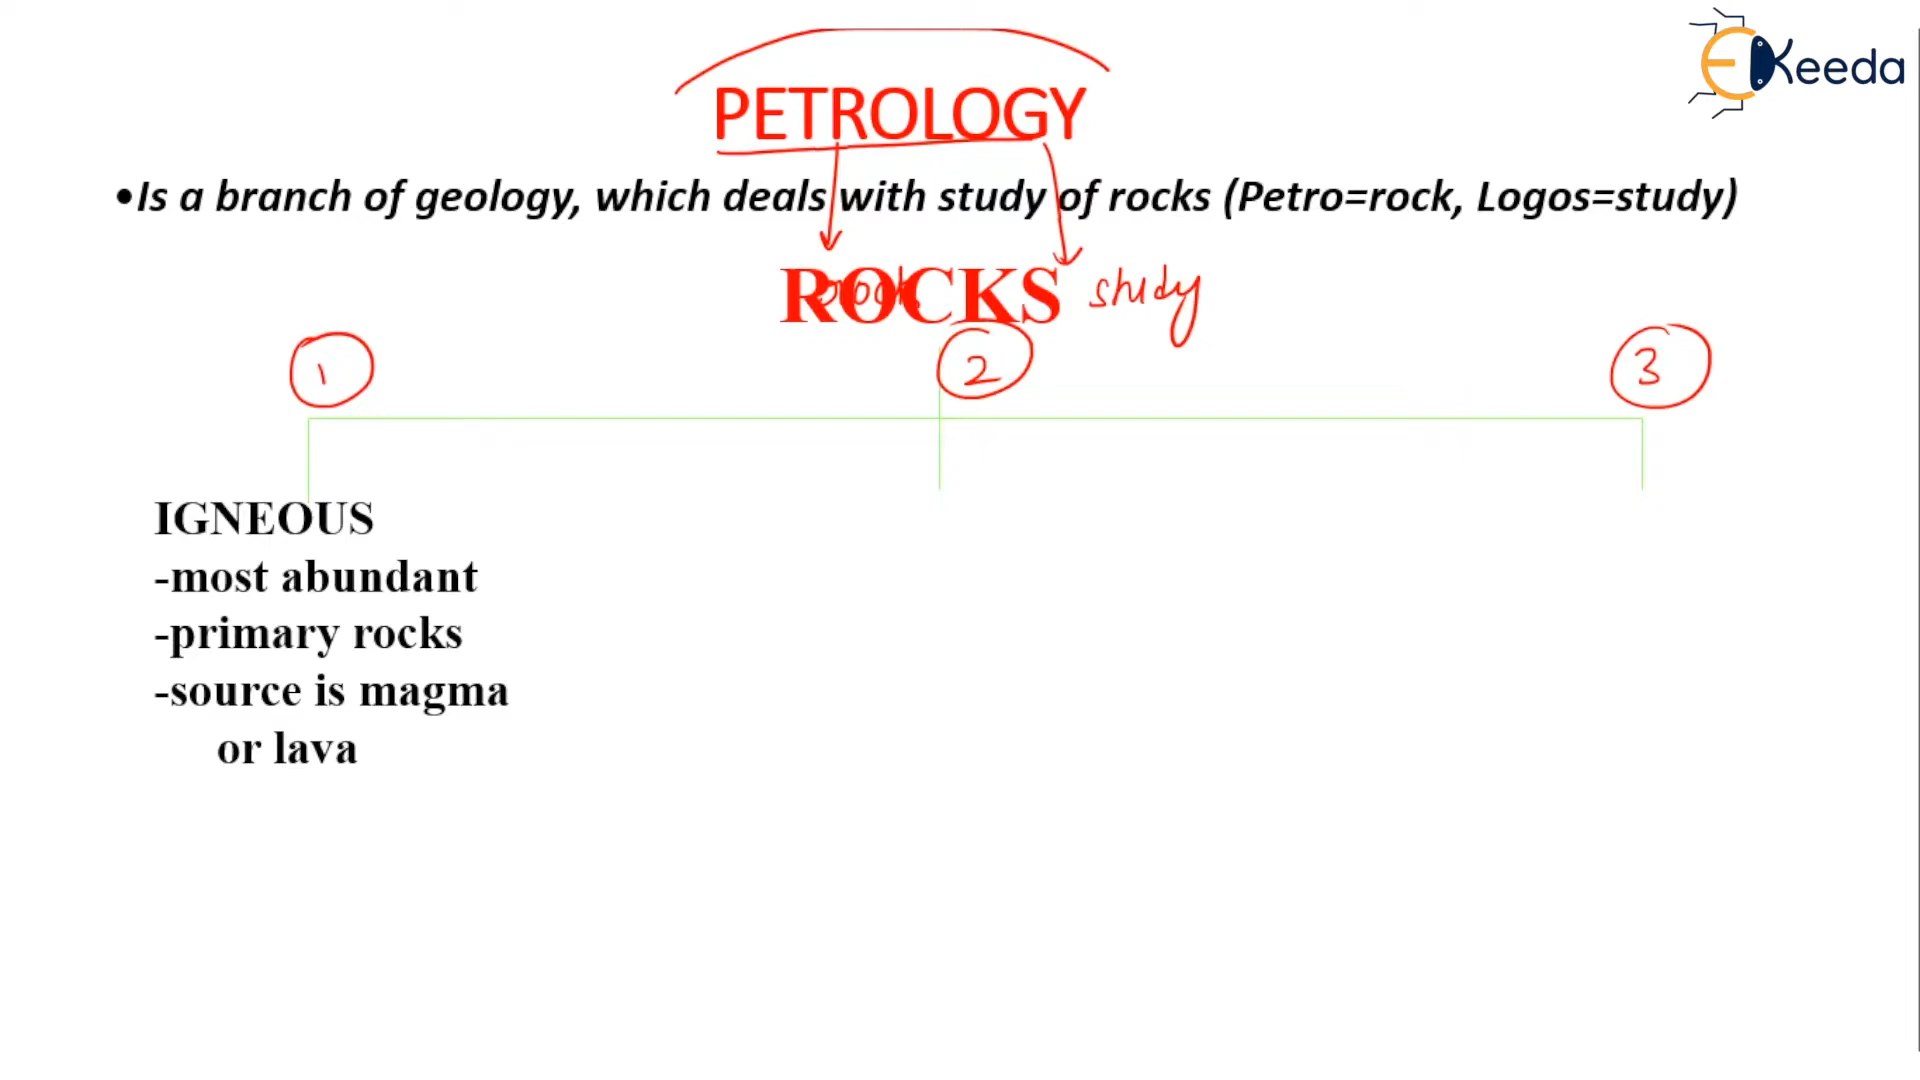 EKeeda
PETROLOGY
•Is a branch of geology, which deals with study of rocks (Petro=rock, Logos=study)
ROCKS
rock study
1 2 3
IGNEOUS
-most abundant
-primary rocks
-source is magma
or lava